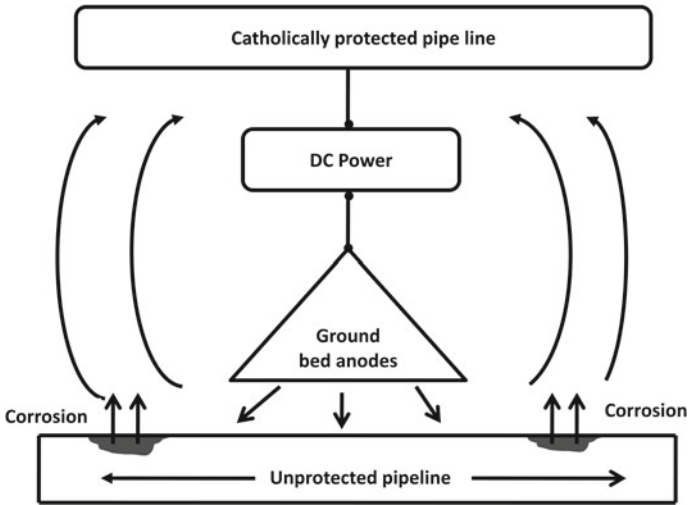 Catholically protected pipe line
DC Power
Ground
bed anodes
Corrosion
Corrosion
Unprotected pipeline